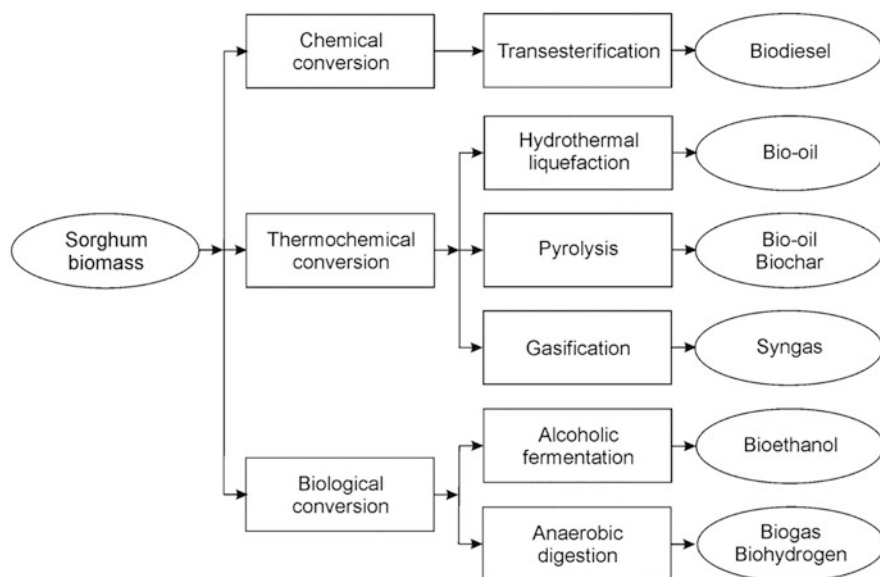 Chemical
conversion
Transesterification
Biodiesel
Hydrothermal
liquefaction
Bio-oil
Sorghum
biomass
Thermochemical
conversion
Pyrolysis
Bio-oil
Biochar
Gasification
Syngas
Biological
conversion
Alcoholic
fermentation
Bioethanol
Anaerobic
digestion
Biogas
Biohydrogen